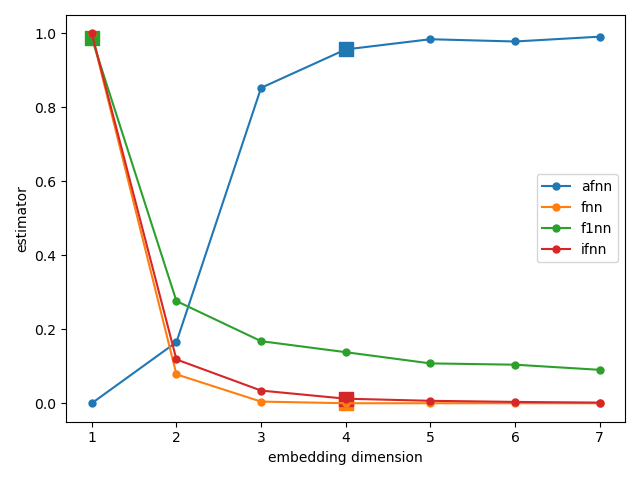 1.0
0.8
0.6
0.4
0.2
0.0
estimator
afnn
fnn
f1nn
ifnn
1 2 3 4 5 6 7
embedding dimension